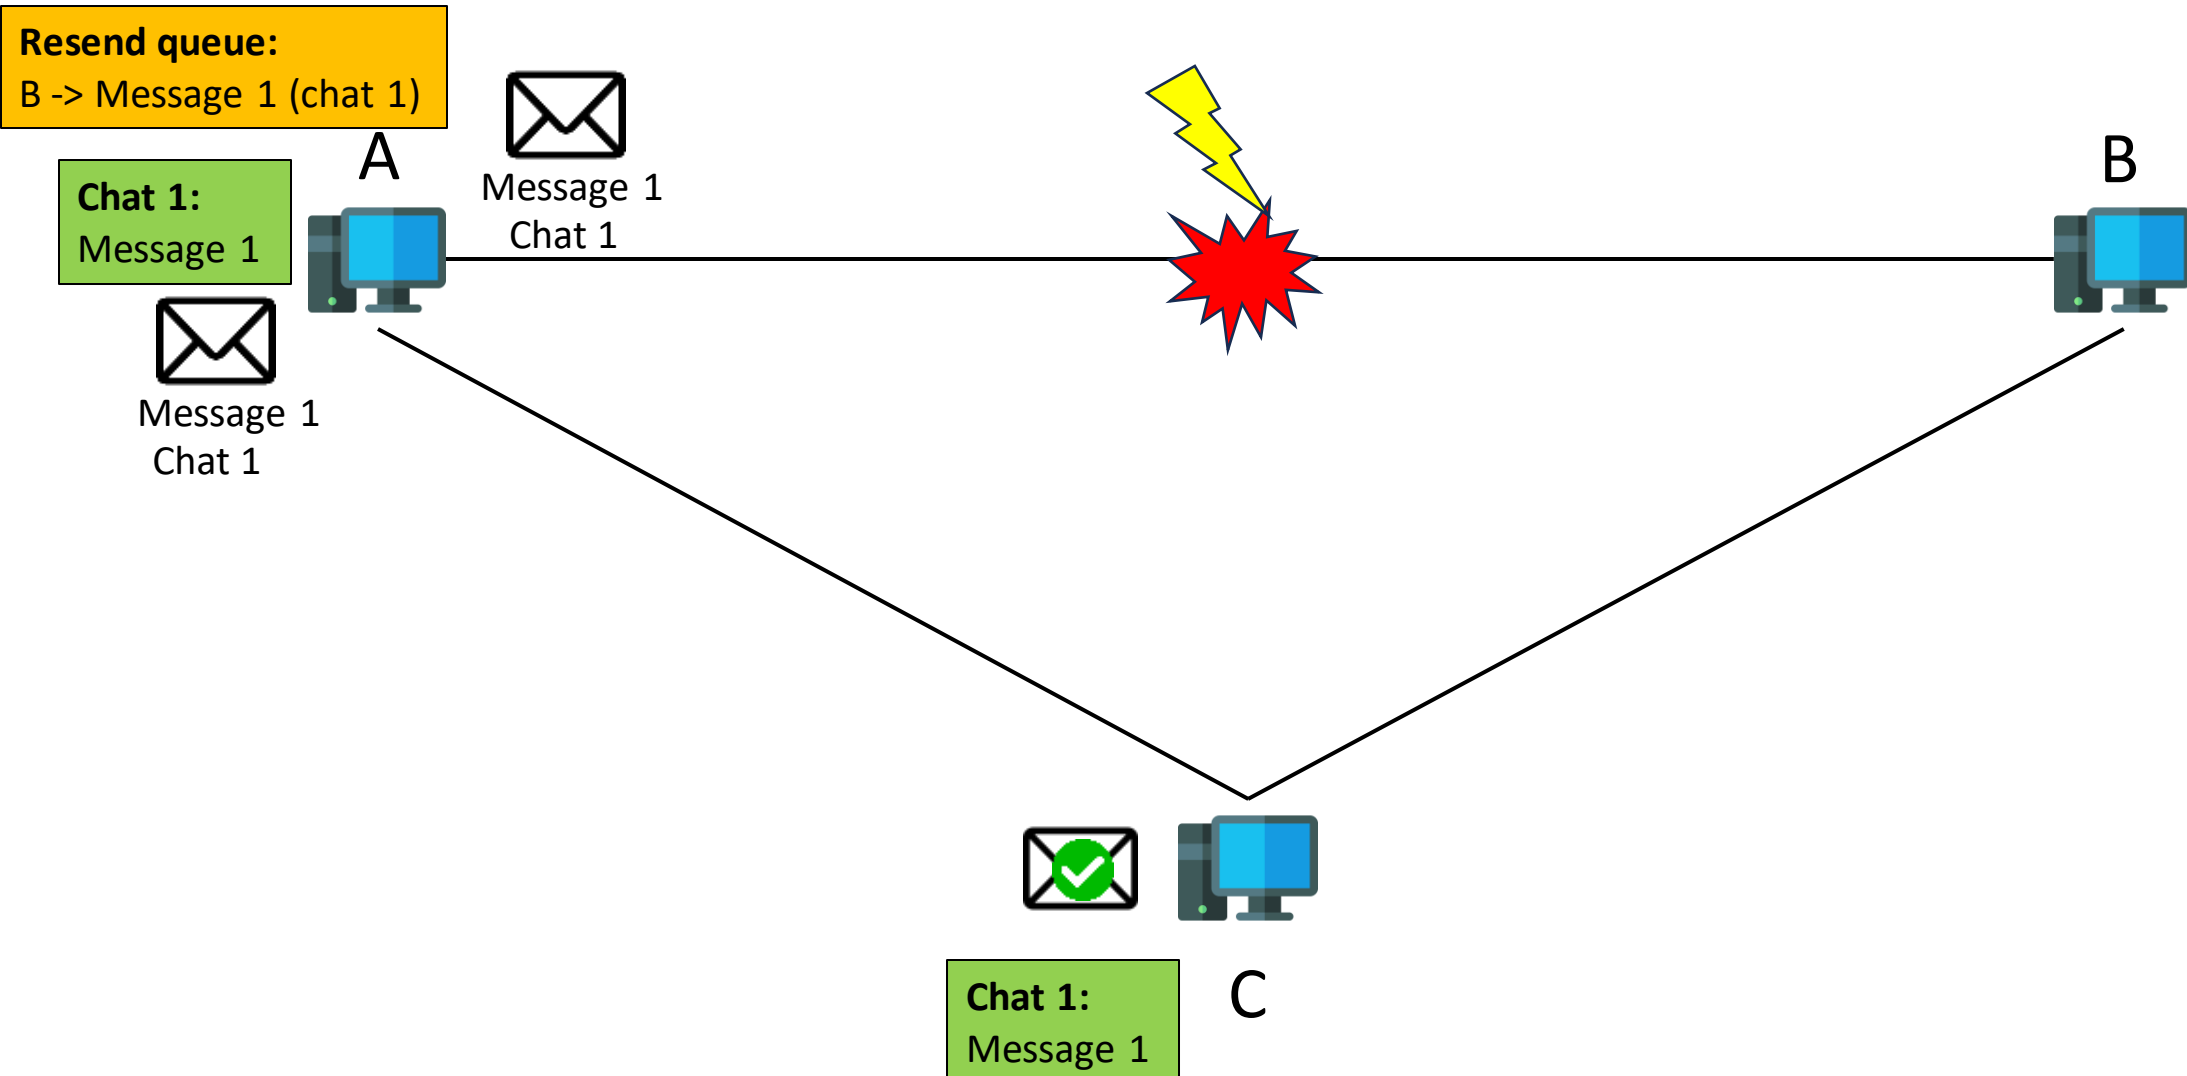 Resend queue:
B -> Message 1 (chat 1)
A
Message 1
Chat 1
B
Chat 1:
Message 1
Message 1
Chat 1
Chat 1:
Message 1
C